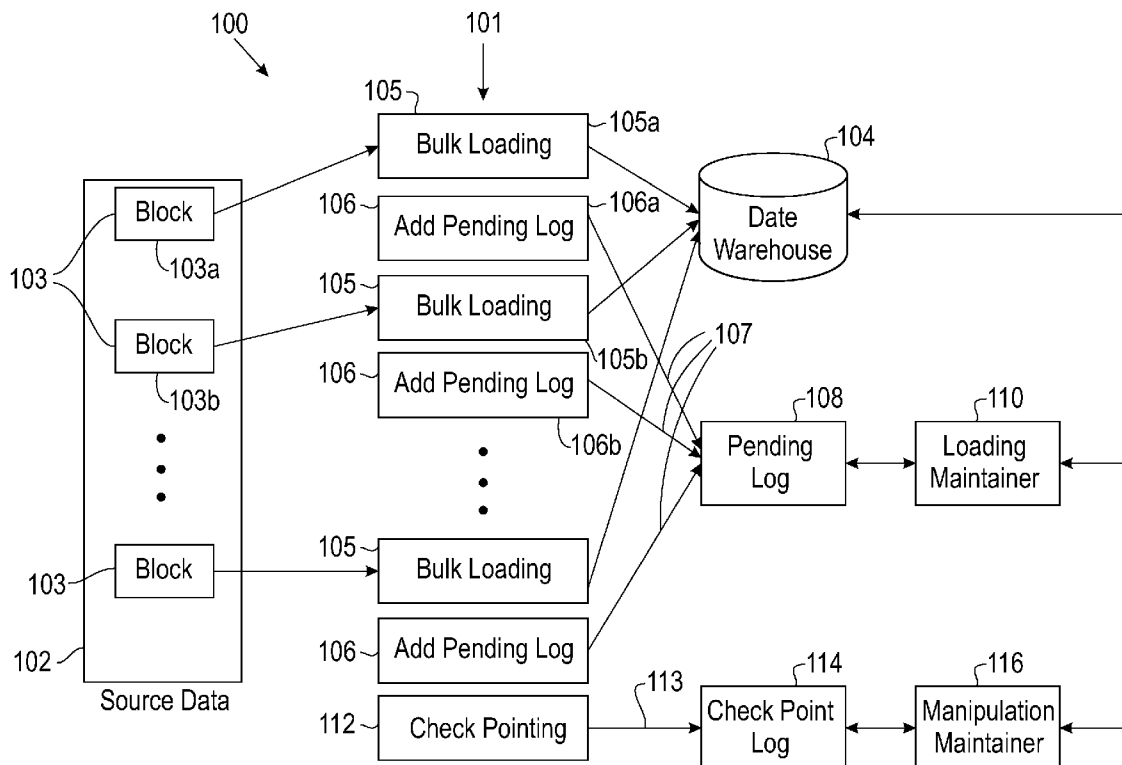 100
101
105
105a
Bulk Loading
104
Date
Warehouse
Block
103a
106
106a
Add Pending Log
103
105
Bulk Loading
105b
107
Block
103b
106
Add Pending Log
106b
108
Pending
Log
110
Loading
Maintainer
105
Bulk Loading
103
Block
102
Source Data
106
Add Pending Log
112
Check Pointing
113
114
Check Point
Log
116
Manipulation
Maintainer